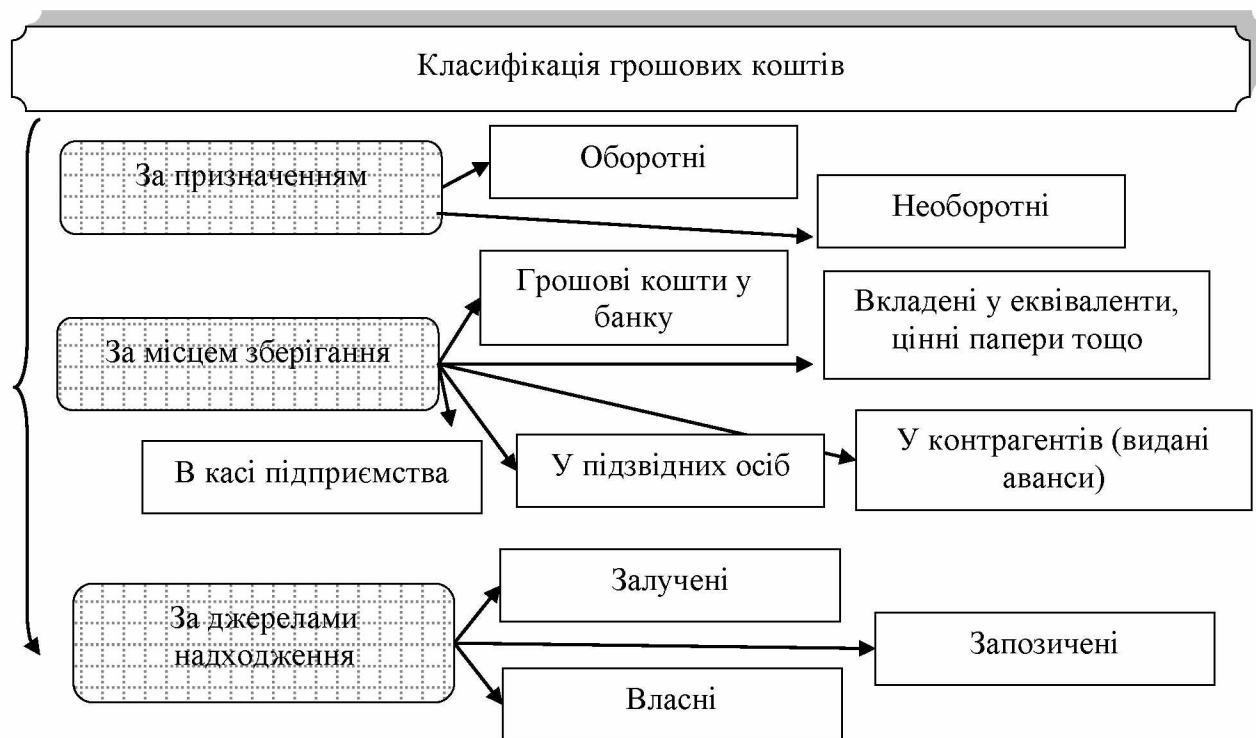 Класифікація грошових коштів
За призначенням
Оборотні
Необоротні
За місцем зберігання
Грошові кошти у
банку
Вкладені у еквіваленти,
цінні папери тощо
В касі підприємства
У підзвідних осіб
У контрагентів (видані
аванси)
За джерелами
надходження
Залучені
Запозичені
Власні